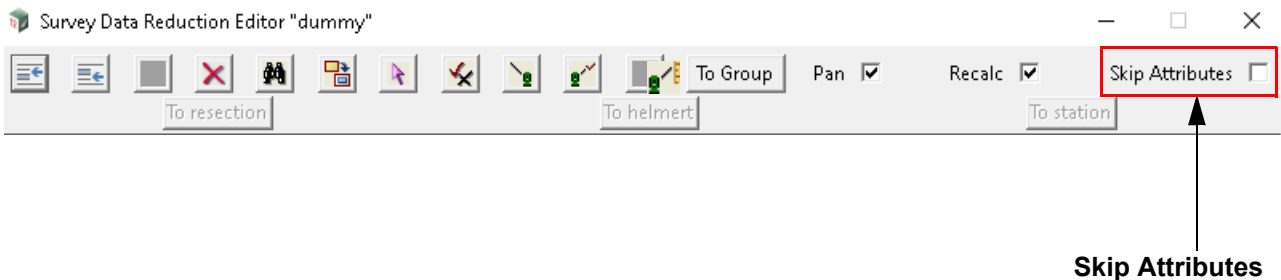 Survey Data Reduction Editor "dummy"
To Group Pan Recalc Skip Attributes
To resection To helmert To station
Skip Attributes